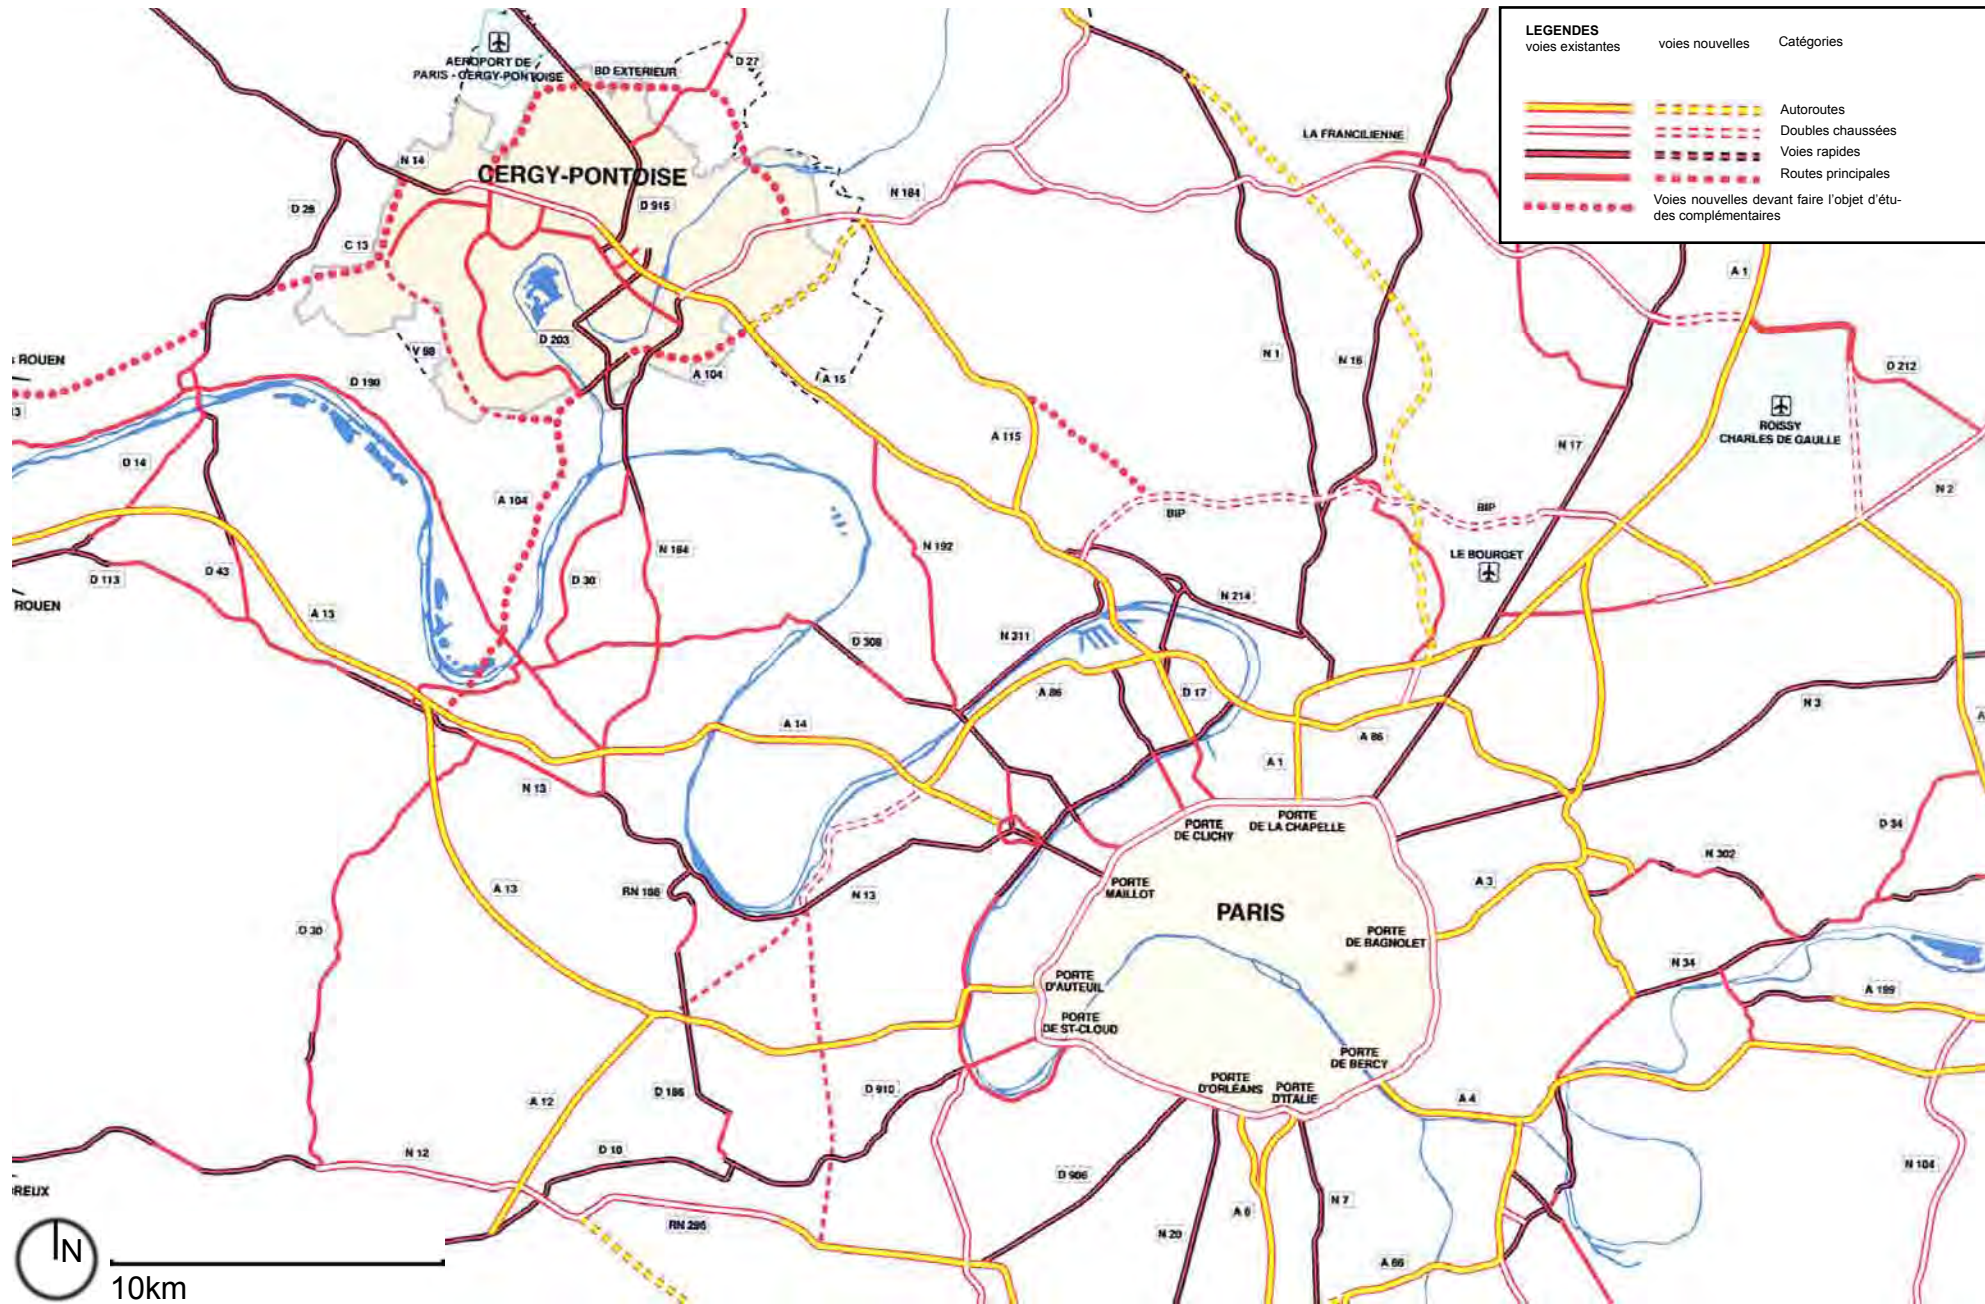 LEGENDES
voies existantes
voies nouvelles
Catégories
Autoroutes
Doubles chaussées
Voies rapides
Routes principales
Voies nouvelles devant faire l'objet d'étu-
des complémentaires
AEROPORT DE
PARIS - CERGY-PONTOISE
BD EXTERIEUR
D 27
LA FRANCILIENNE
N 14
CERGY-PONTOISE
N 184
D 28
D 915
C 13
A 1
D 203
N 1
N 16
ROUEN
V 88
A 104
A 15
D 190
D 212
13
ROISSY
CHARLES DE GAULLE
A 115
N 17
D 14
A 104
N 2
BIP
BIP
N 184
N 192
LE BOURGET
D 113
D 43
D 30
N 214
ROUEN
A 13
D 308
N 311
A 86
D 17
N 3
A 14
A
A 86
A 1
N 13
PORTE
DE CLICHY
PORTE
DE LA CHAPELLE
D 34
N 302
A 13
RN 186
N 13
PORTE
MAILLOT
A 3
PARIS
D 30
PORTE
DE BAGNOLET
N 34
PORTE
D'AUTEUIL
A 199
PORTE
DE ST-CLOUD
PORTE
DE BERCY
A 12
D 186
D 910
PORTE
D'ORLÉANS
PORTE
D'ITALIE
A 4
N 12
D 10
D 906
N 104
REUX
N 7
A 6
RN 286
N 20
A 86
N
10km